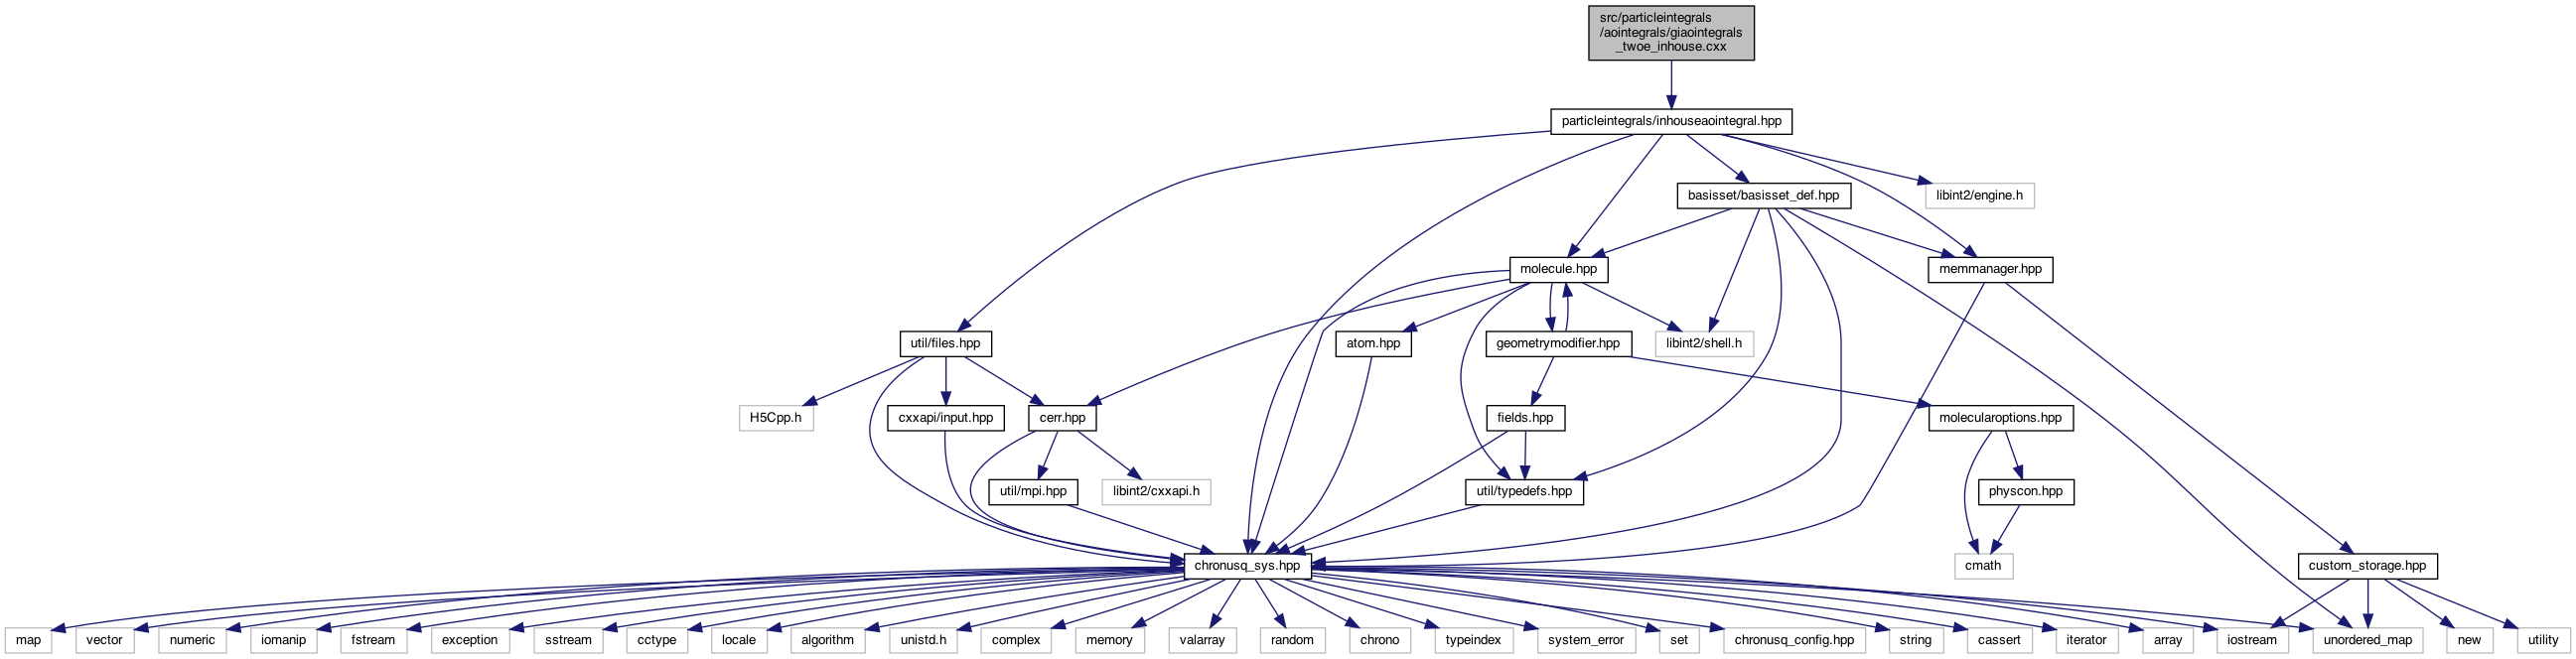 src/particleintegrals
/aointegrals/giaointegrals
_twoe_inhouse.cxx
particleintegrals/inhouseaointegral.hpp
basisset/basisset_def.hpp
libint2/engine.h
molecule.hpp
memmanager.hpp
util/files.hpp
atom.hpp
geometrymodifier.hpp
libint2/shell.h
H5Cpp.h
cxxapi/input.hpp
cerr.hpp
fields.hpp
molecularoptions.hpp
util/mpi.hpp
libint2/cxxapi.h
util/typedefs.hpp
physcon.hpp
chronusq_sys.hpp
cmath
custom_storage.hpp
map
vector
numeric
iomanip
fstream
exception
sstream
cctype
locale
algorithm
unistd.h
complex
memory
valarray
random
chrono
typeindex
system_error
set
chronusq_config.hpp
string
cassert
iterator
array
iostream
unordered_map
new
utility